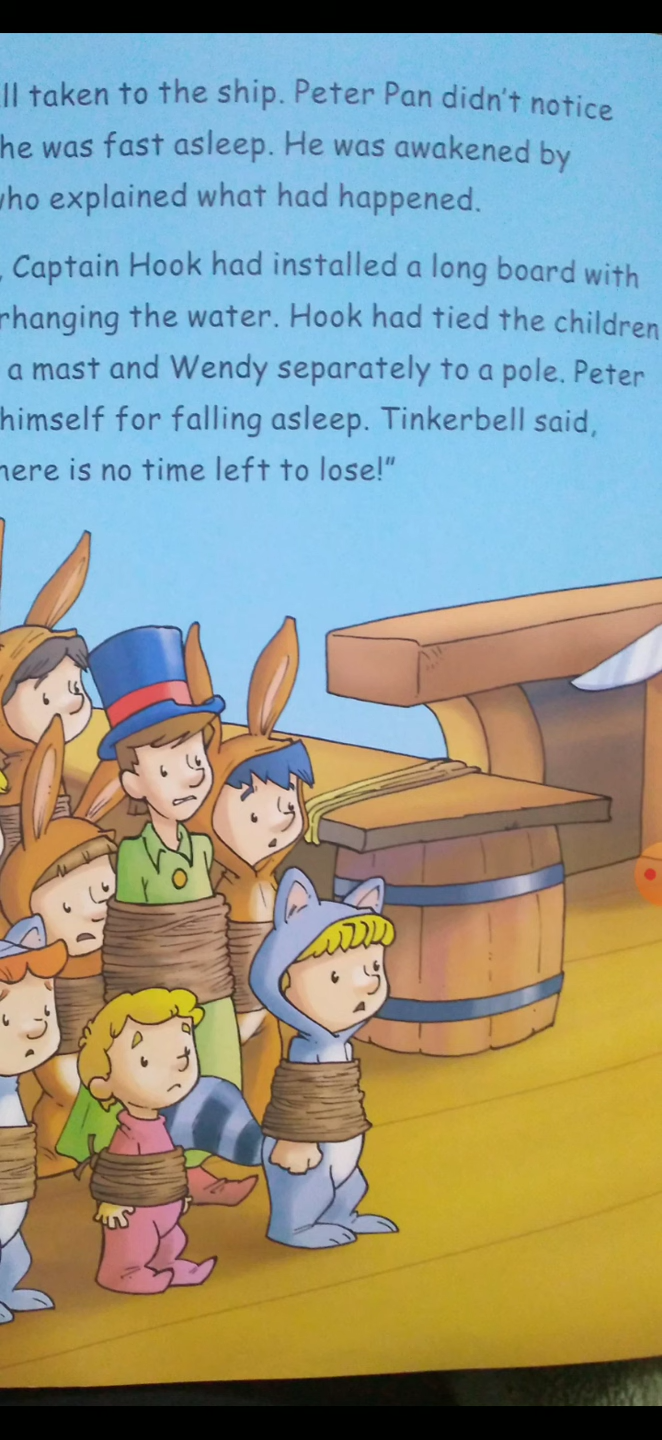 ll taken to the ship. Peter Pan didn't notice
he was fast asleep. He was awakened by
who explained what had happened.
, Captain Hook had installed a long board with
rhanging the water. Hook had tied the children
a mast and Wendy separately to a pole. Peter
himself for falling asleep. Tinkerbell said,
here is no time left to lose!"